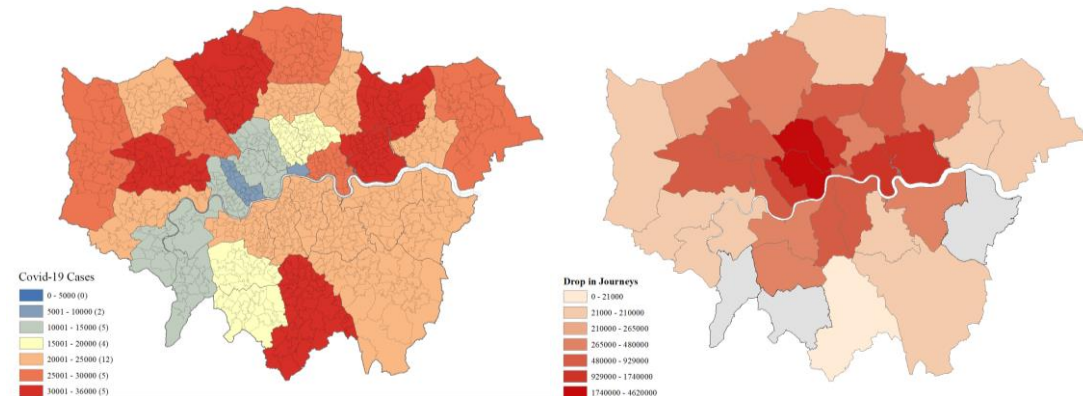 Covid-19 Cases
0 - 5000 (0)
5001 - 10000 (2)
10001 - 15000 (5)
15001 - 20000 (4)
20001 - 25000 (12)
25001 - 30000 (5)
30001 - 36000 (5)
Drop in Journeys
0 - 21000
21000 - 210000
210000 - 265000
265000 - 480000
480000 - 929000
929000 - 1740000
1740000 - 4620000